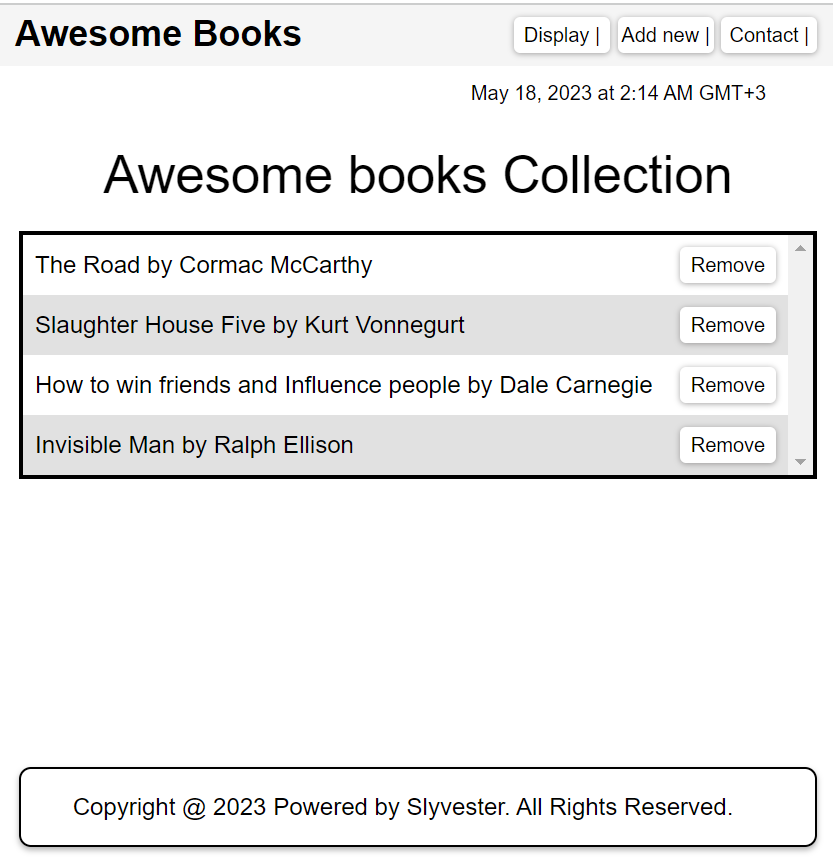 Awesome Books
Display |
Add new |
Contact |
May 18, 2023 at 2:14 AM GMT+3
Awesome books Collection
The Road by Cormac McCarthy
Remove
Slaughter House Five by Kurt Vonnegurt
Remove
How to win friends and Influence people by Dale Carnegie
Remove
Invisible Man by Ralph Ellison
Remove
Copyright @ 2023 Powered by Slyvester. All Rights Reserved.